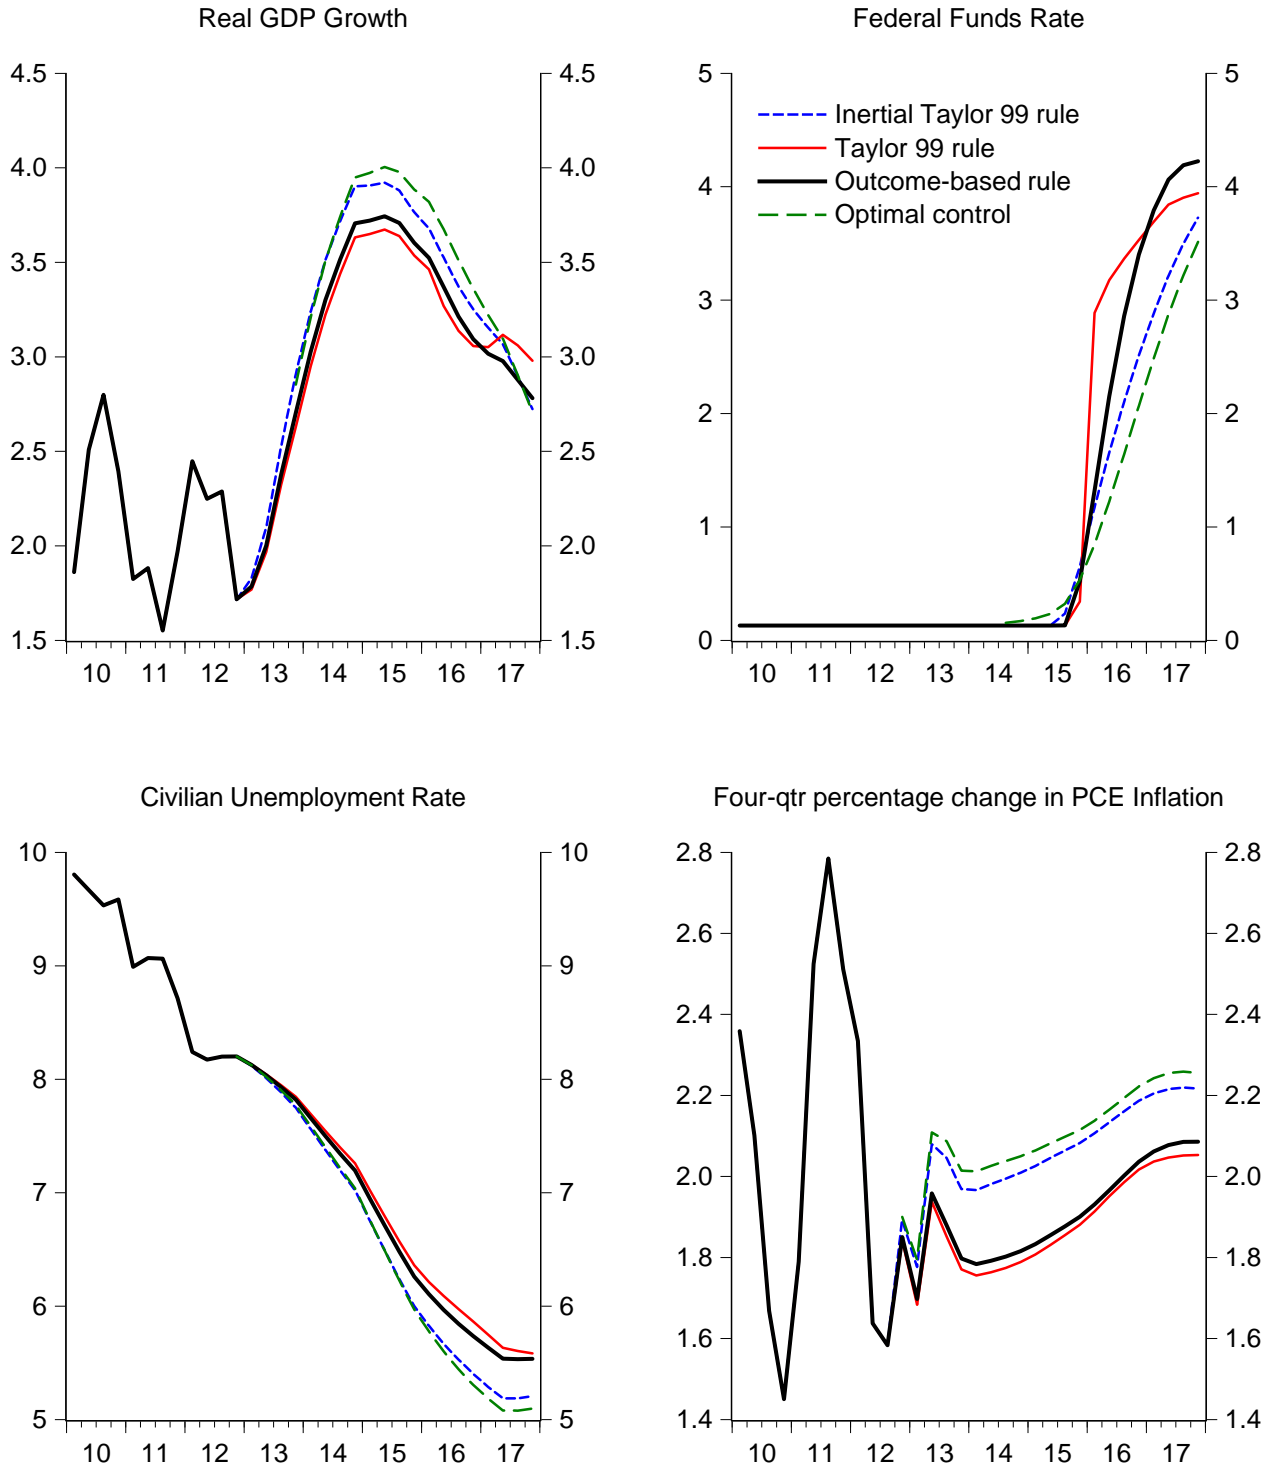 Real GDP Growth
4.5 4.5
4.0 4.0
3.5 3.5
3.0 3.0
2.5 2.5
2.0 2.0
1.5 1.5
10 11 12 13 14 15 16 17
Federal Funds Rate
5 5
Inertial Taylor 99 rule
Taylor 99 rule
Outcome-based rule
4 4
Optimal control
3 3
2 2
1 1
0 0
10 11 12 13 14 15 16 17
Civilian Unemployment Rate
10 10
9 9
8 8
7 7
6 6
5 5
10 11 12 13 14 15 16 17
Four-qtr percentage change in PCE Inflation
2.8 2.8
2.6 2.6
2.4 2.4
2.2 2.2
2.0 2.0
1.8 1.8
1.6 1.6
1.4 1.4
10 11 12 13 14 15 16 17